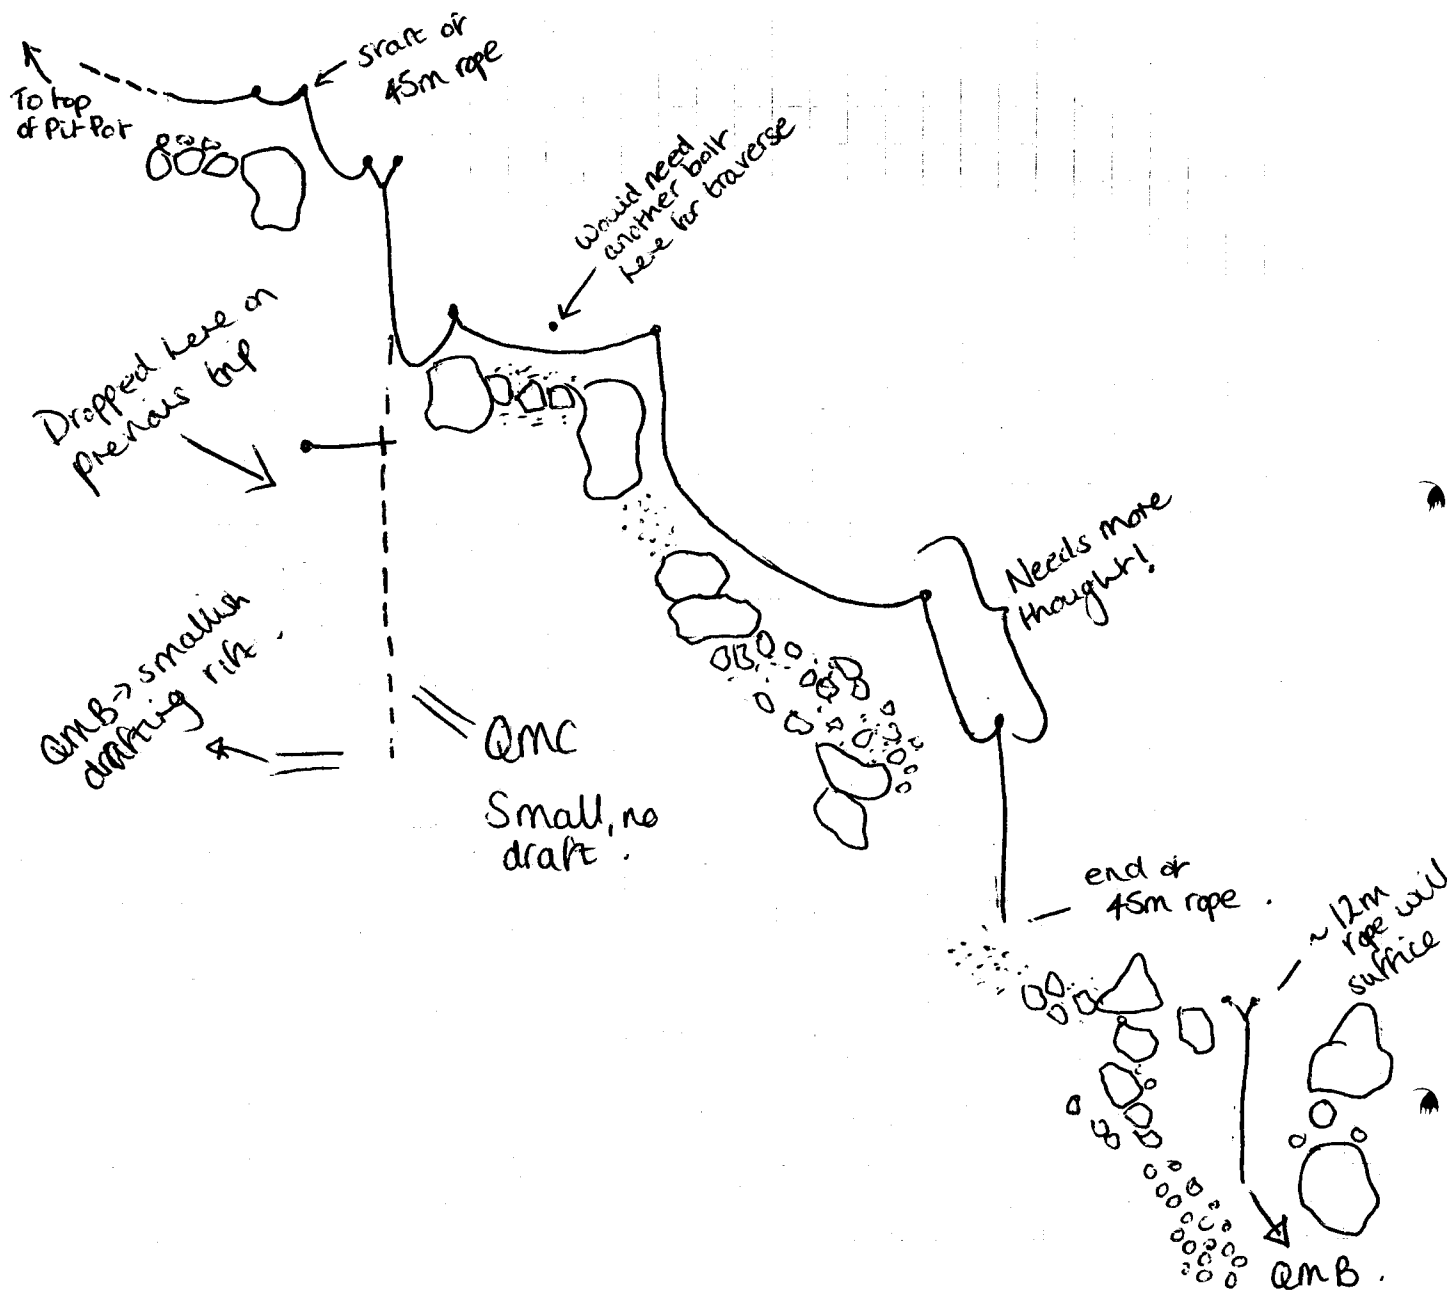 start of
45m rope
To top
of Pit Pot
Would need
another bolt
here for traverse
Dropped here on
previous trip
Needs more
thought!
QMB -> smallish
drafting rift.
QMC
Small, no
draft.
end of
45m rope.
~12m
rope will
suffice
QMB.